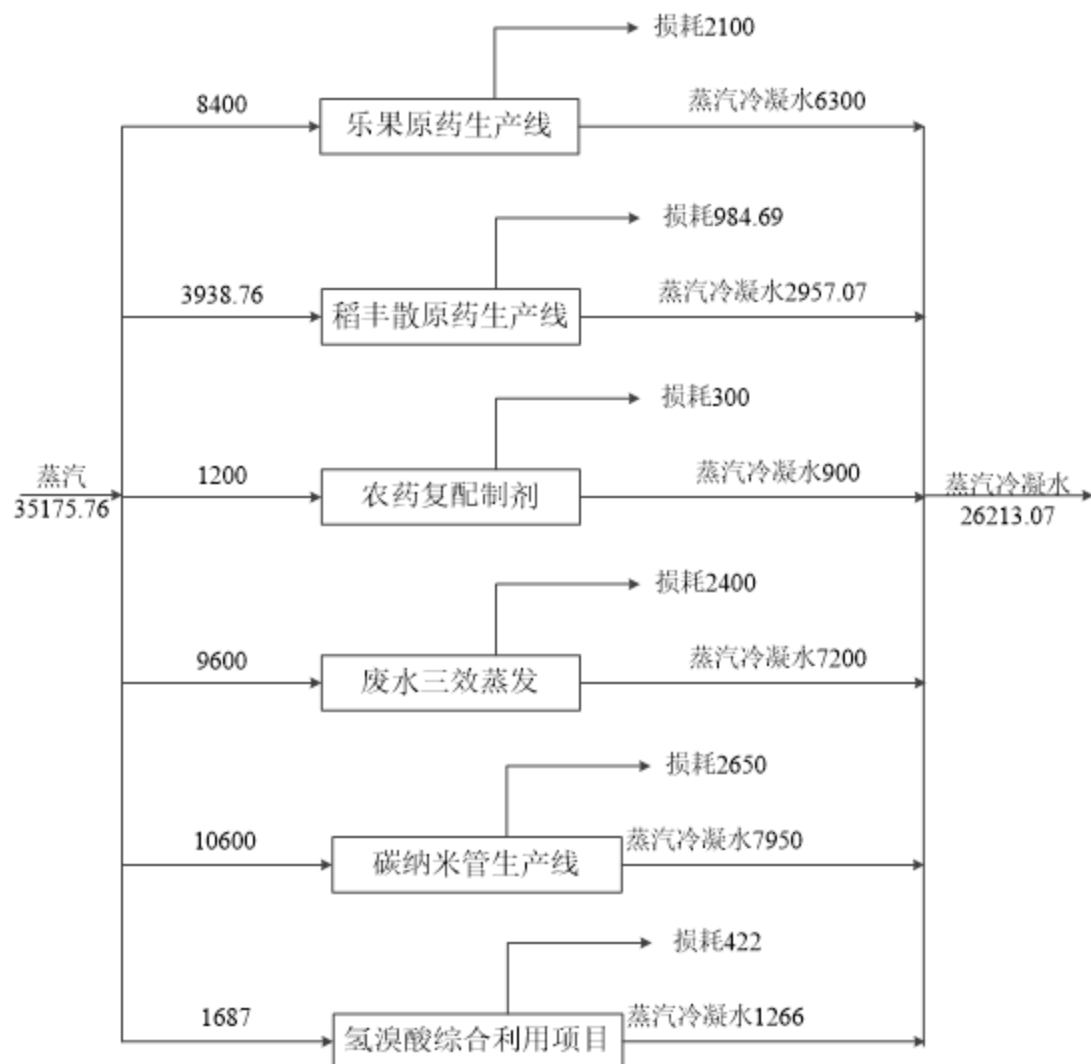 损耗2100
8400
乐果原药生产线
蒸汽冷凝水6300
损耗984.69
3938.76
稻丰散原药生产线
蒸汽冷凝水2957.07
损耗300
蒸汽
35175.76
1200
农药复配制剂
蒸汽冷凝水900
蒸汽冷凝水
26213.07
损耗2400
9600
废水三效蒸发
蒸汽冷凝水7200
损耗2650
10600
碳纳米管生产线
蒸汽冷凝水7950
损耗422
1687
氢溴酸综合利用项目
蒸汽冷凝水1266